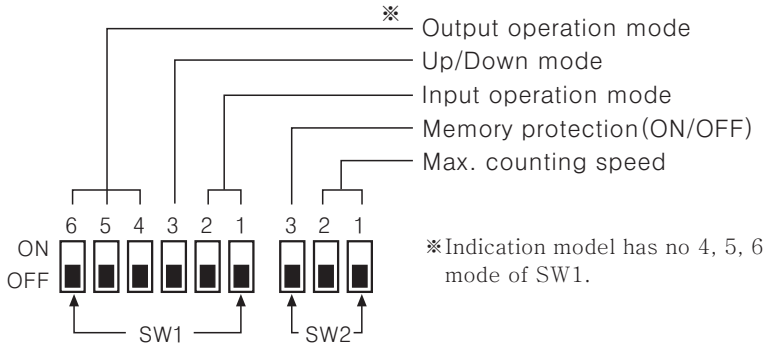 ※
Output operation mode
Up/Down mode
Input operation mode
Memory protection(ON/OFF)
Max. counting speed
6 5 4 3 2 1 3 2 1
ON
OFF
SW1 SW2
※Indication model has no 4, 5, 6
mode of SW1.